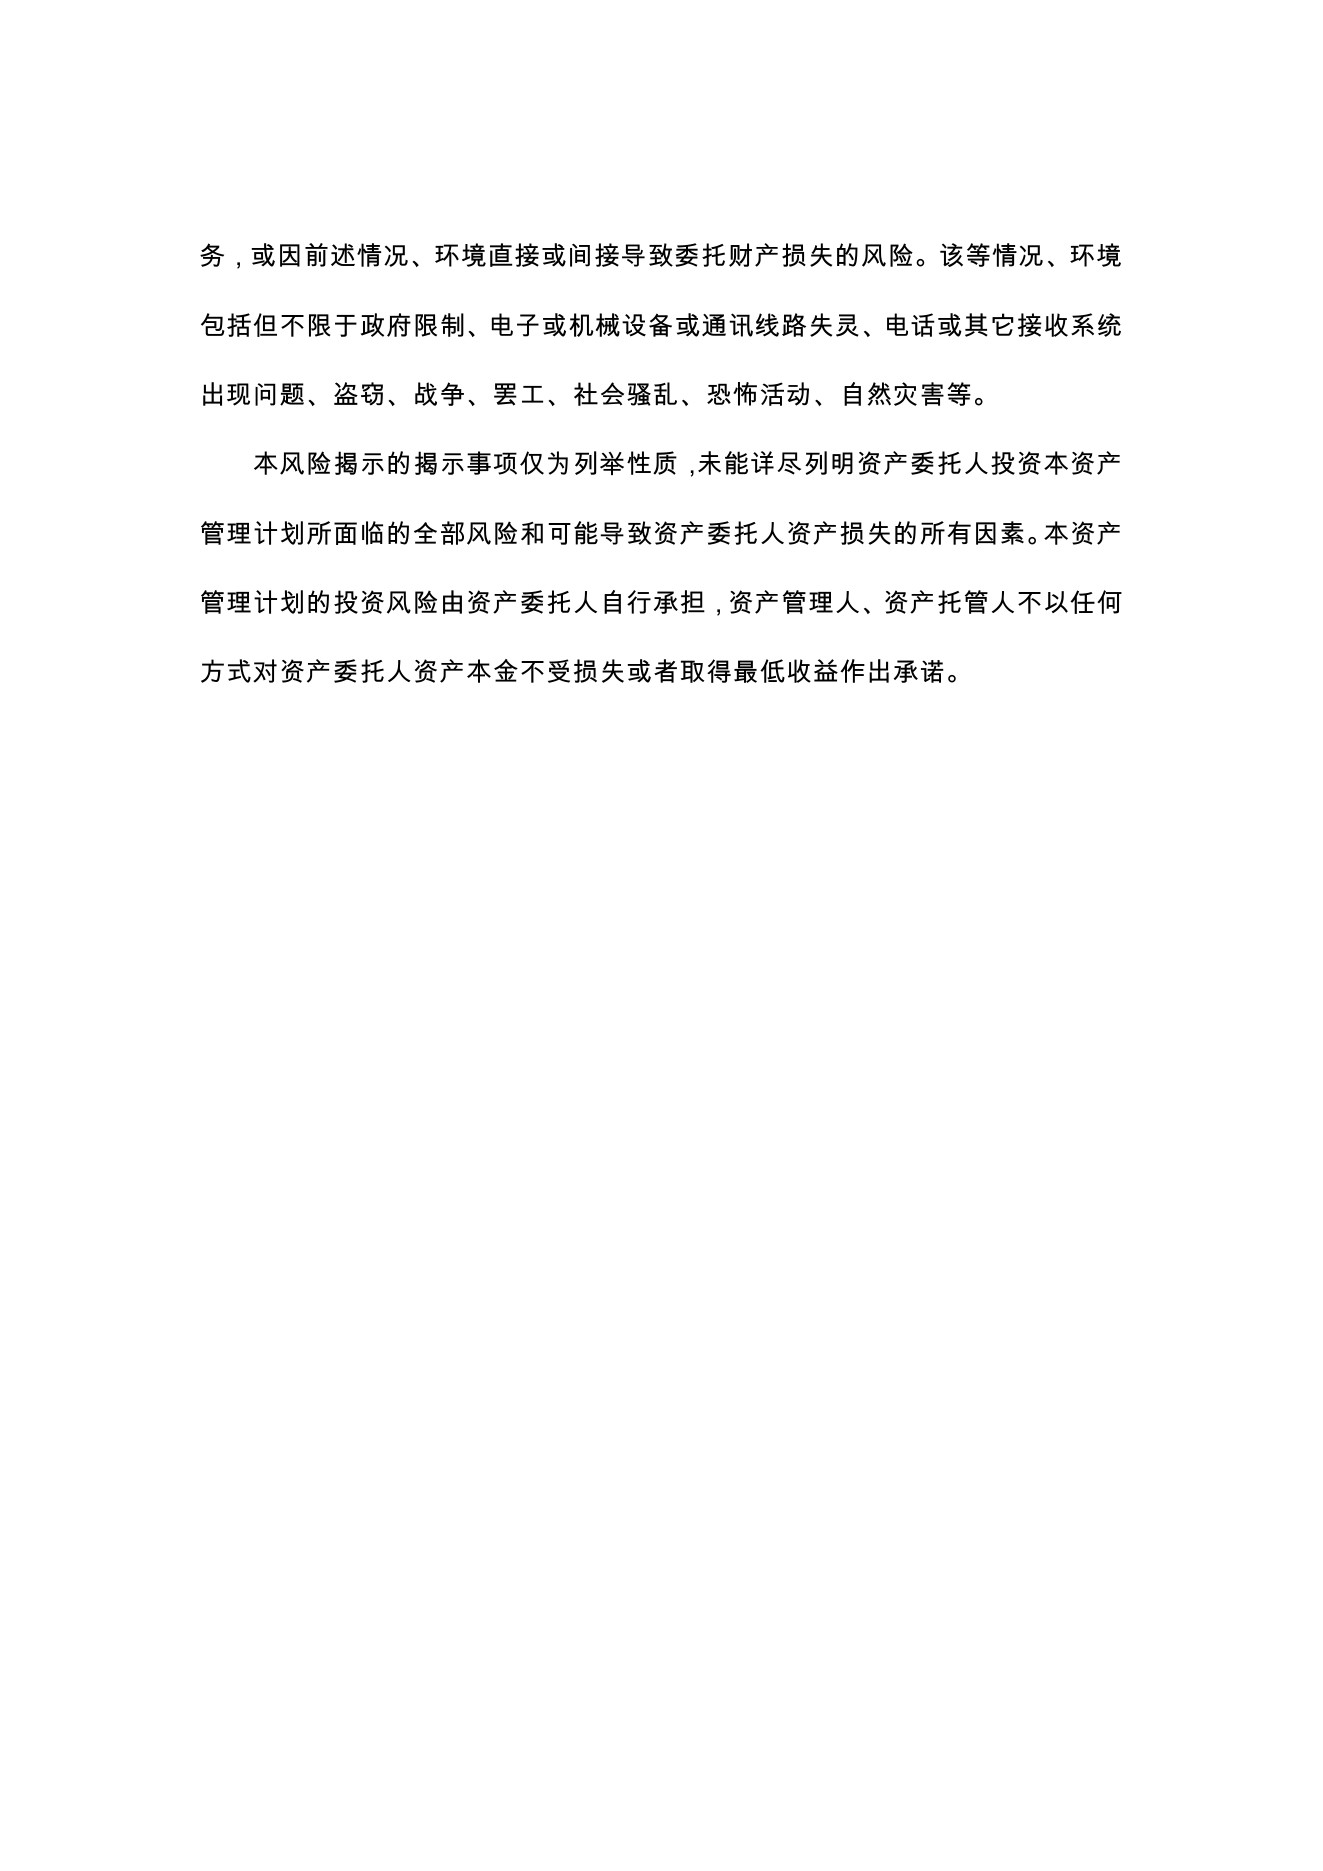 务，或因前述情况、环境直接或间接导致委托财产损失的风险。该等情况、环境
包括但不限于政府限制、电子或机械设备或通讯线路失灵、电话或其它接收系统
出现问题、盗窃、战争、罢工、社会骚乱、恐怖活动、自然灾害等。
本风险揭示的揭示事项仅为列举性质，未能详尽列明资产委托人投资本资产
管理计划所面临的全部风险和可能导致资产委托人资产损失的所有因素。本资产
管理计划的投资风险由资产委托人自行承担，资产管理人、资产托管人不以任何
方式对资产委托人资产本金不受损失或者取得最低收益作出承诺。